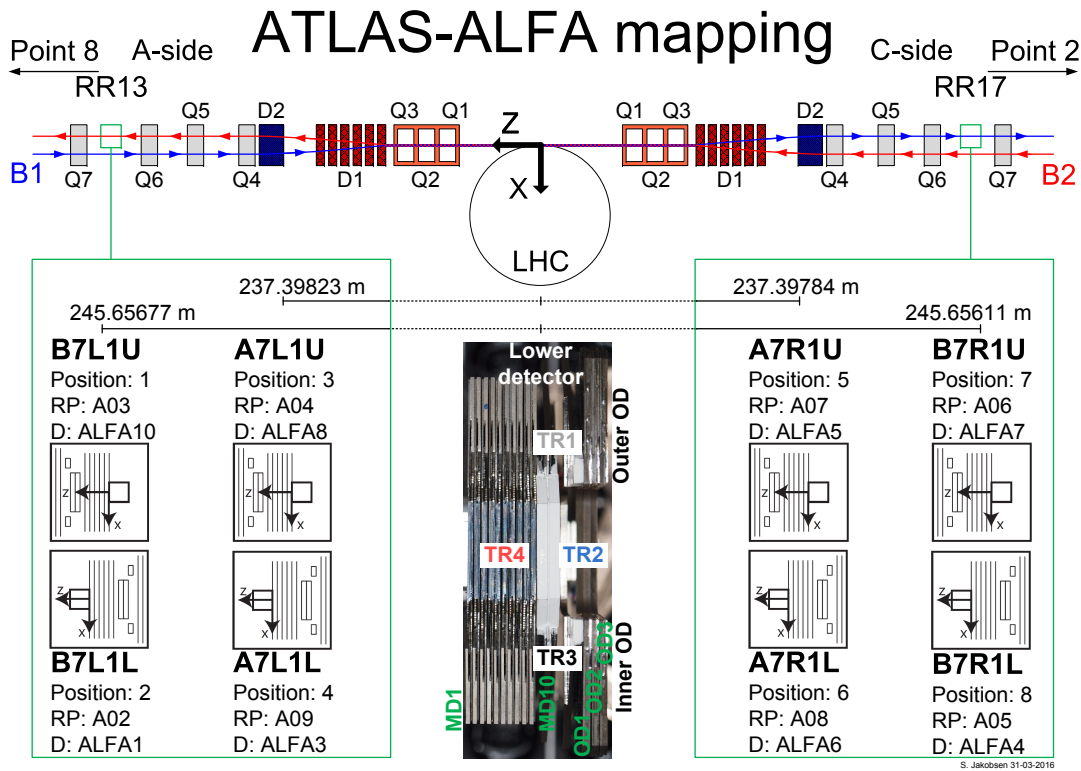 ATLAS-ALFA mapping
Point 8
A-side
C-side
Point 2
RR13
RR17
Q5
D2
Q3
Q1
Q1
Q3
D2
Q5
Z
B1
B2
Q7
Q6
Q4
D1
Q2
X
Q2
D1
Q4
Q6
Q7
LHC
237.39823 m
237.39784 m
245.65677 m
245.65611 m
B7L1U
Position: 1
RP: A03
D: ALFA10
z
x
z
x
B7L1L
Position: 2
RP: A02
D: ALFA1
A7L1U
Position: 3
RP: A04
D: ALFA8
z
x
z
x
A7L1L
Position: 4
RP: A09
D: ALFA3
Lower
detector
TR1
Outer OD
TR4
TR2
TR3
MD1
MD10
OD1
OD2
OD3
Inner OD
A7R1U
Position: 5
RP: A07
D: ALFA5
z
x
z
x
A7R1L
Position: 6
RP: A08
D: ALFA6
B7R1U
Position: 7
RP: A06
D: ALFA7
z
x
z
x
B7R1L
Position: 8
RP: A05
D: ALFA4
S. Jakobsen 31-03-2016